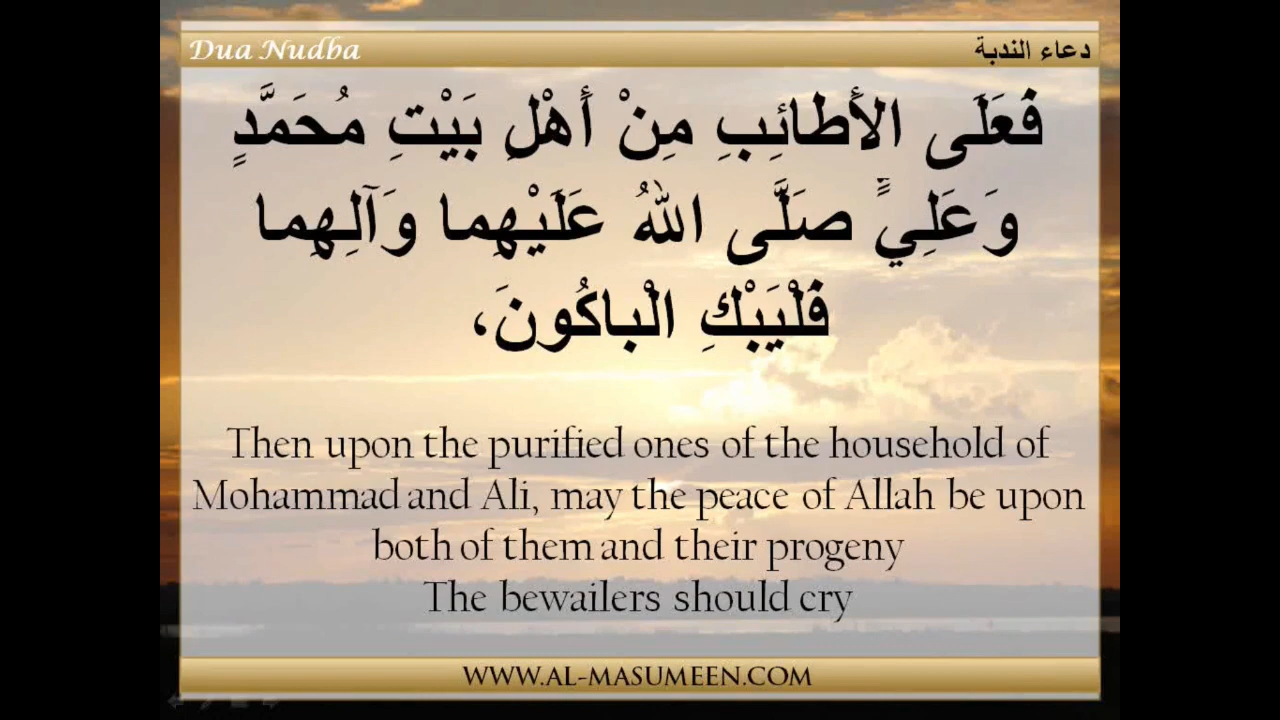 Dua Nudba دعاء الندبة
فَعَلَى الأَطائِبِ مِنْ أَهْلِ بَيْتِ مُحَمَّدٍ
وَعَلِيٍّ صَلَّى اللهُ عَلَيْهِما وَآلِهِما
فَلْيَبْكِ الْباكُونَ،
Then upon the purified ones of the household of
Mohammad and Ali, may the peace of Allah be upon
both of them and their progeny
The bewailers should cry
WWW.AL-MASUMEEN.COM